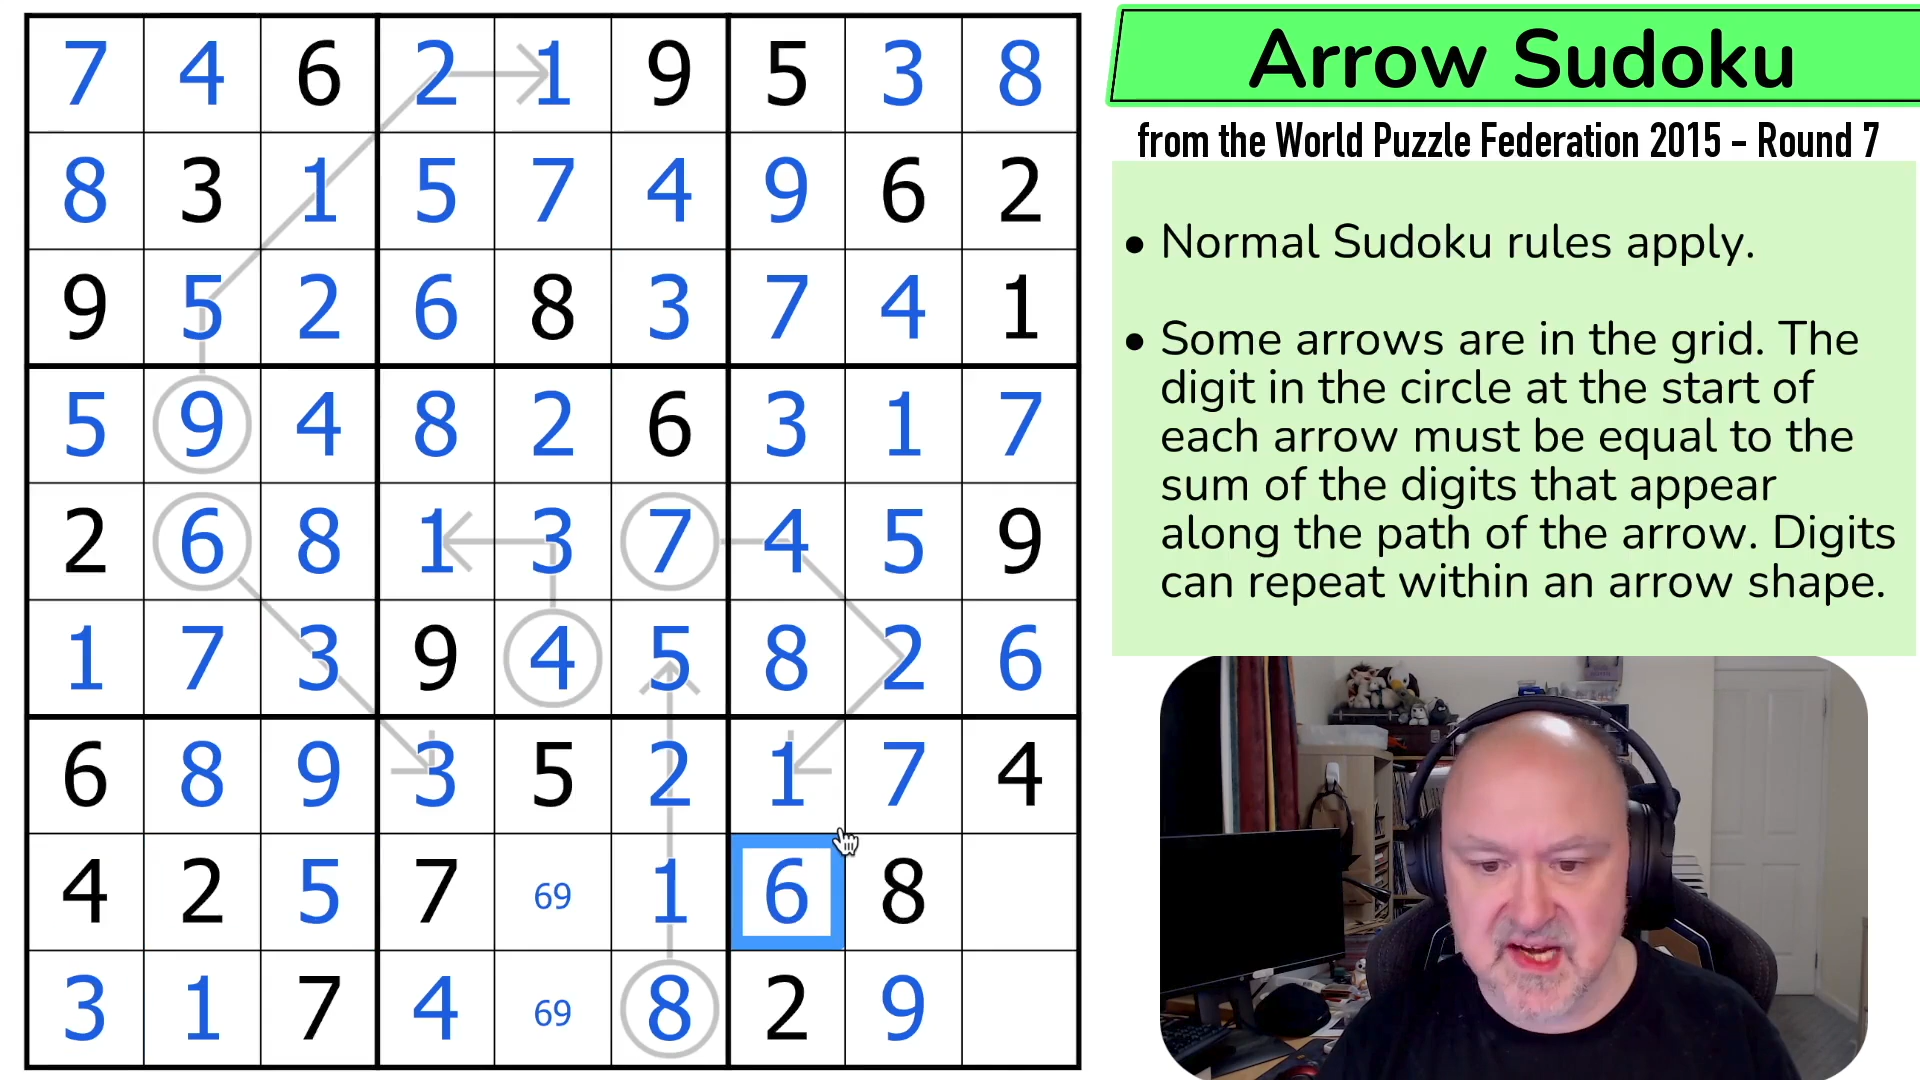 Arrow Sudoku
from the World Puzzle Federation 2015 - Round 7
• Normal Sudoku rules apply.
• Some arrows are in the grid. The
digit in the circle at the start of
each arrow must be equal to the
sum of the digits that appear
along the path of the arrow. Digits
can repeat within an arrow shape.
7 4 6 2 1 9 5 3 8
8 3 1 5 7 4 9 6 2
9 5 2 6 8 3 7 4 1
5 9 4 8 2 6 3 1 7
2 6 8 1 3 7 4 5 9
1 7 3 9 4 5 8 2 6
6 8 9 3 5 2 1 7 4
4 2 5 7 69 1 6 8
3 1 7 4 69 8 2 9